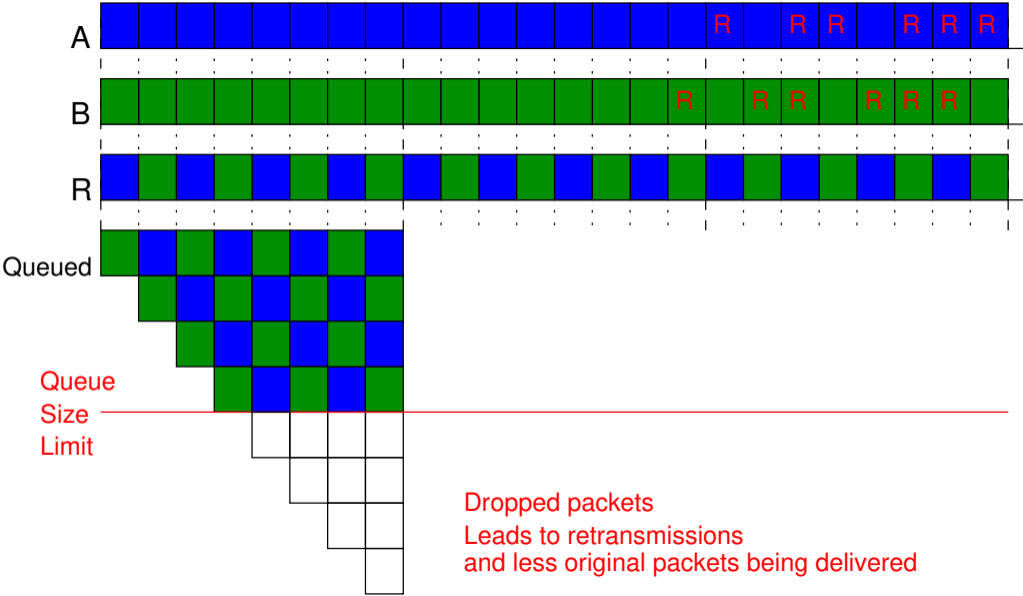 A R R R R R R
B R R R R R R
R
Queued
Queue
Size
Limit
Dropped packets
Leads to retransmissions
and less original packets being delivered